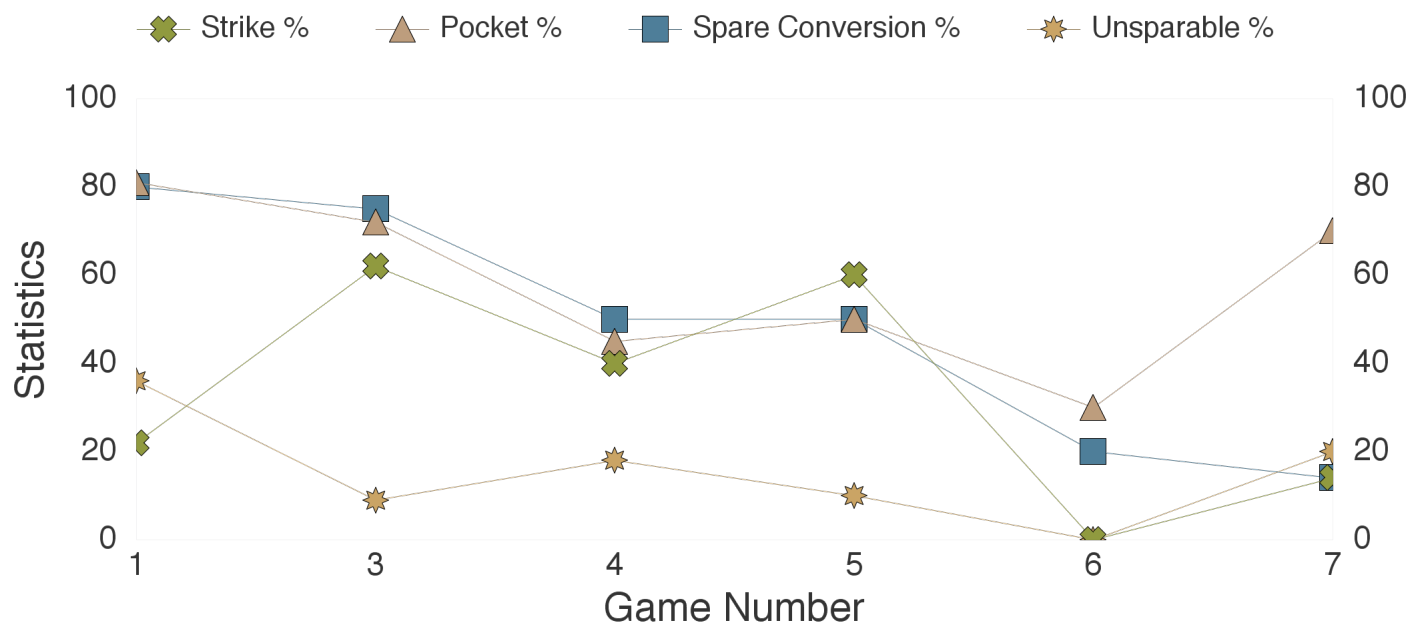 Strike % Pocket % Spare Conversion % Unsparable %
100 100
80 80
60 60
Statistics
40 40
20 20
0 0
1 3 4 5 6 7
Game Number